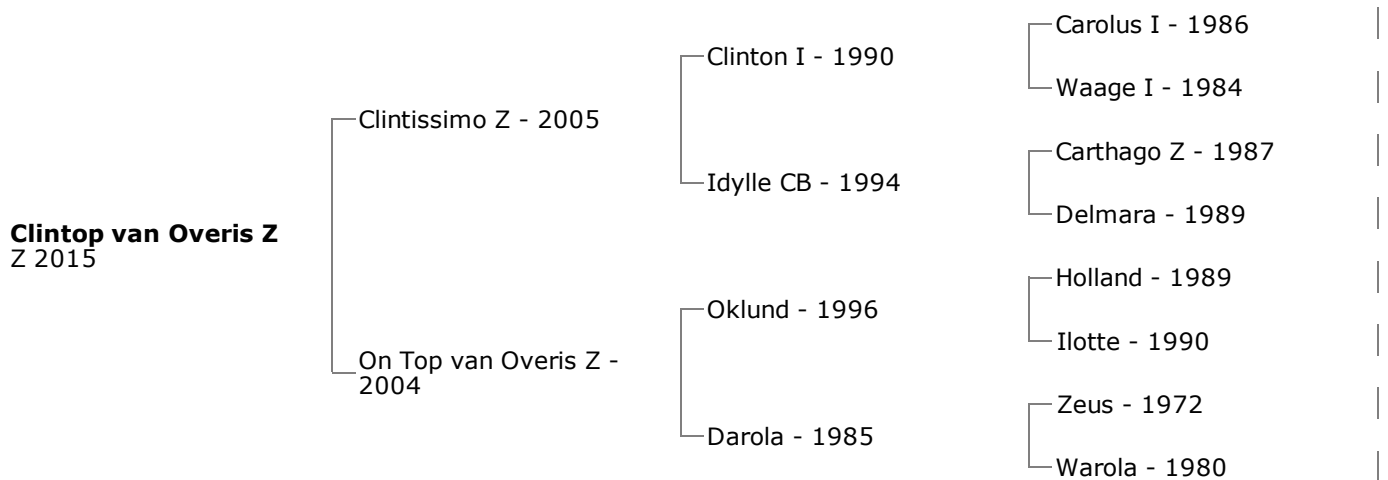 Carolus I - 1986
Clinton I - 1990
Waage I - 1984
Clintissimo Z - 2005
Carthago Z - 1987
Idylle CB - 1994
Delmara - 1989
Clintop van Overis Z
Z 2015
Holland - 1989
Oklund - 1996
Ilotte - 1990
On Top van Overis Z -
2004
Zeus - 1972
Darola - 1985
Warola - 1980